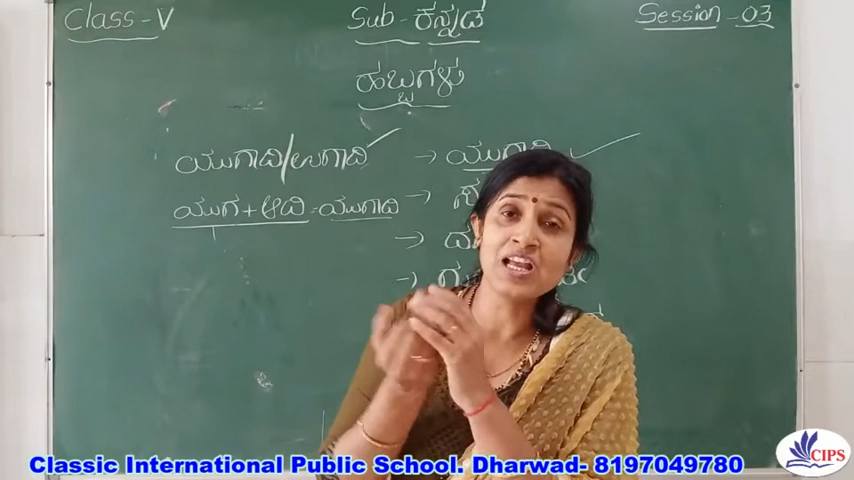 Class - V Sub - ಕನ್ನಡ Session - 03
ಹಬ್ಬಗಳು
ಯುಗಾದಿ/ಉಗಾದಿ → ಯುಗಾದಿ
ಯುಗ + ಆದಿ = ಯುಗಾದಿ →
→
→
Classic International Public School. Dharwad- 8197049780
CIPS